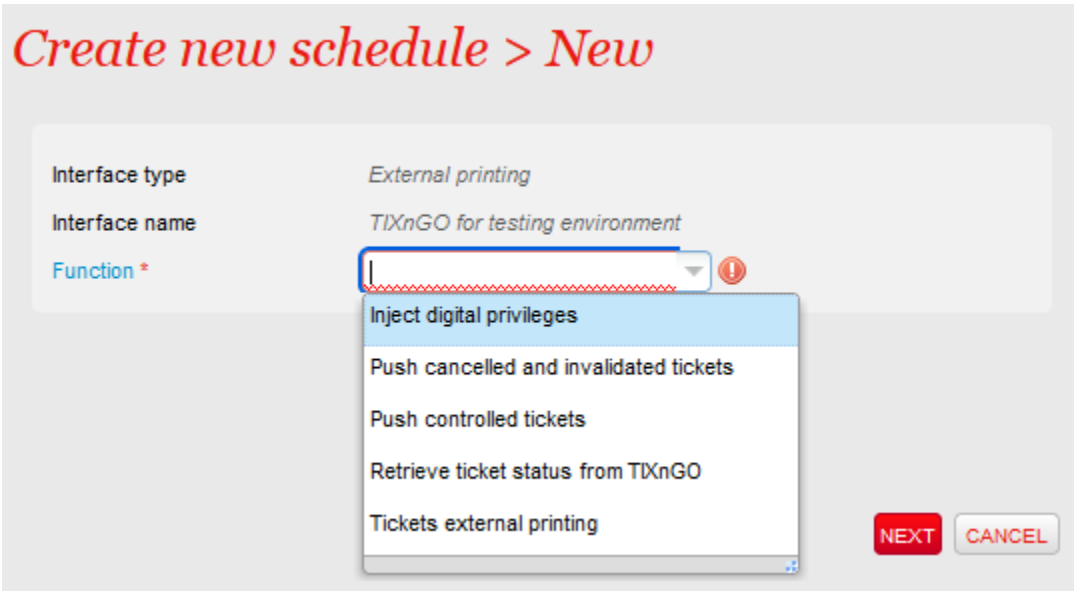 Create new schedule > New
Interface type External printing
Interface name TIXnGO for testing environment
Function *
Inject digital privileges
Push cancelled and invalidated tickets
Push controlled tickets
Retrieve ticket status from TIXnGO
Tickets external printing
NEXT CANCEL